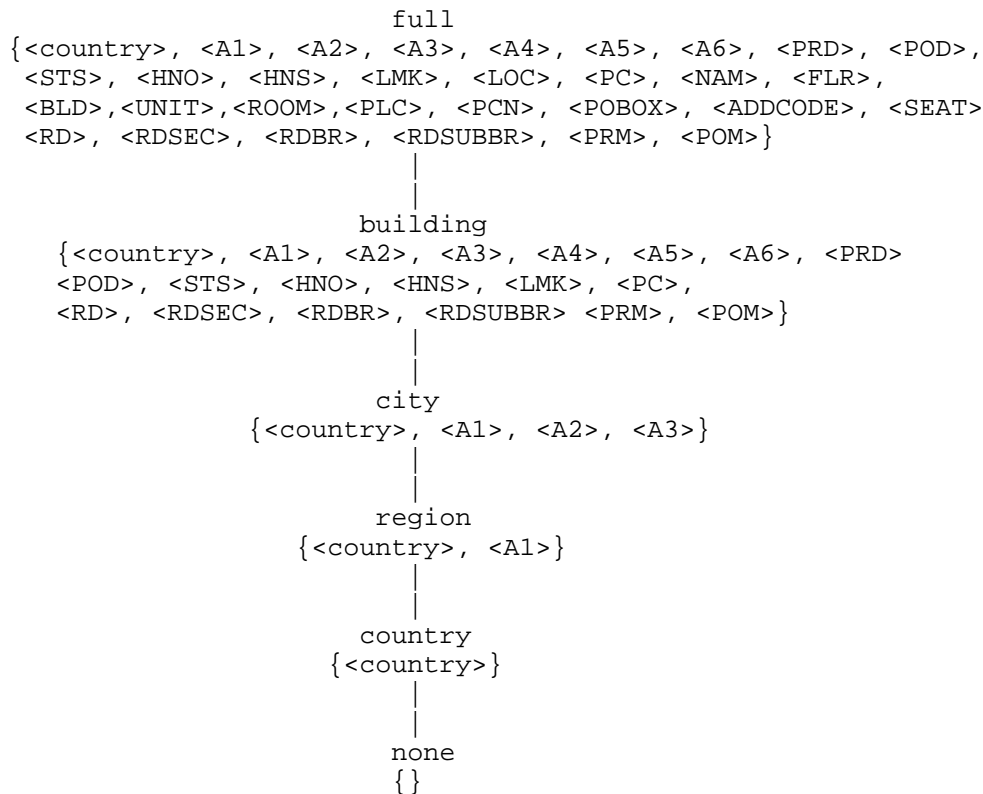 full
{<country>, <A1>, <A2>, <A3>, <A4>, <A5>, <A6>, <PRD>, <POD>,
<STS>, <HNO>, <HNS>, <LMK>, <LOC>, <PC>, <NAM>, <FLR>,
<BLD>,<UNIT>,<ROOM>,<PLC>, <PCN>, <POBOX>, <ADDCODE>, <SEAT>
<RD>, <RDSEC>, <RDBR>, <RDSUBBR>, <PRM>, <POM>}
building
{<country>, <A1>, <A2>, <A3>, <A4>, <A5>, <A6>, <PRD>
<POD>, <STS>, <HNO>, <HNS>, <LMK>, <PC>,
<RD>, <RDSEC>, <RDBR>, <RDSUBBR> <PRM>, <POM>}
city
{<country>, <A1>, <A2>, <A3>}
region
{<country>, <A1>}
country
{<country>}
none
{}